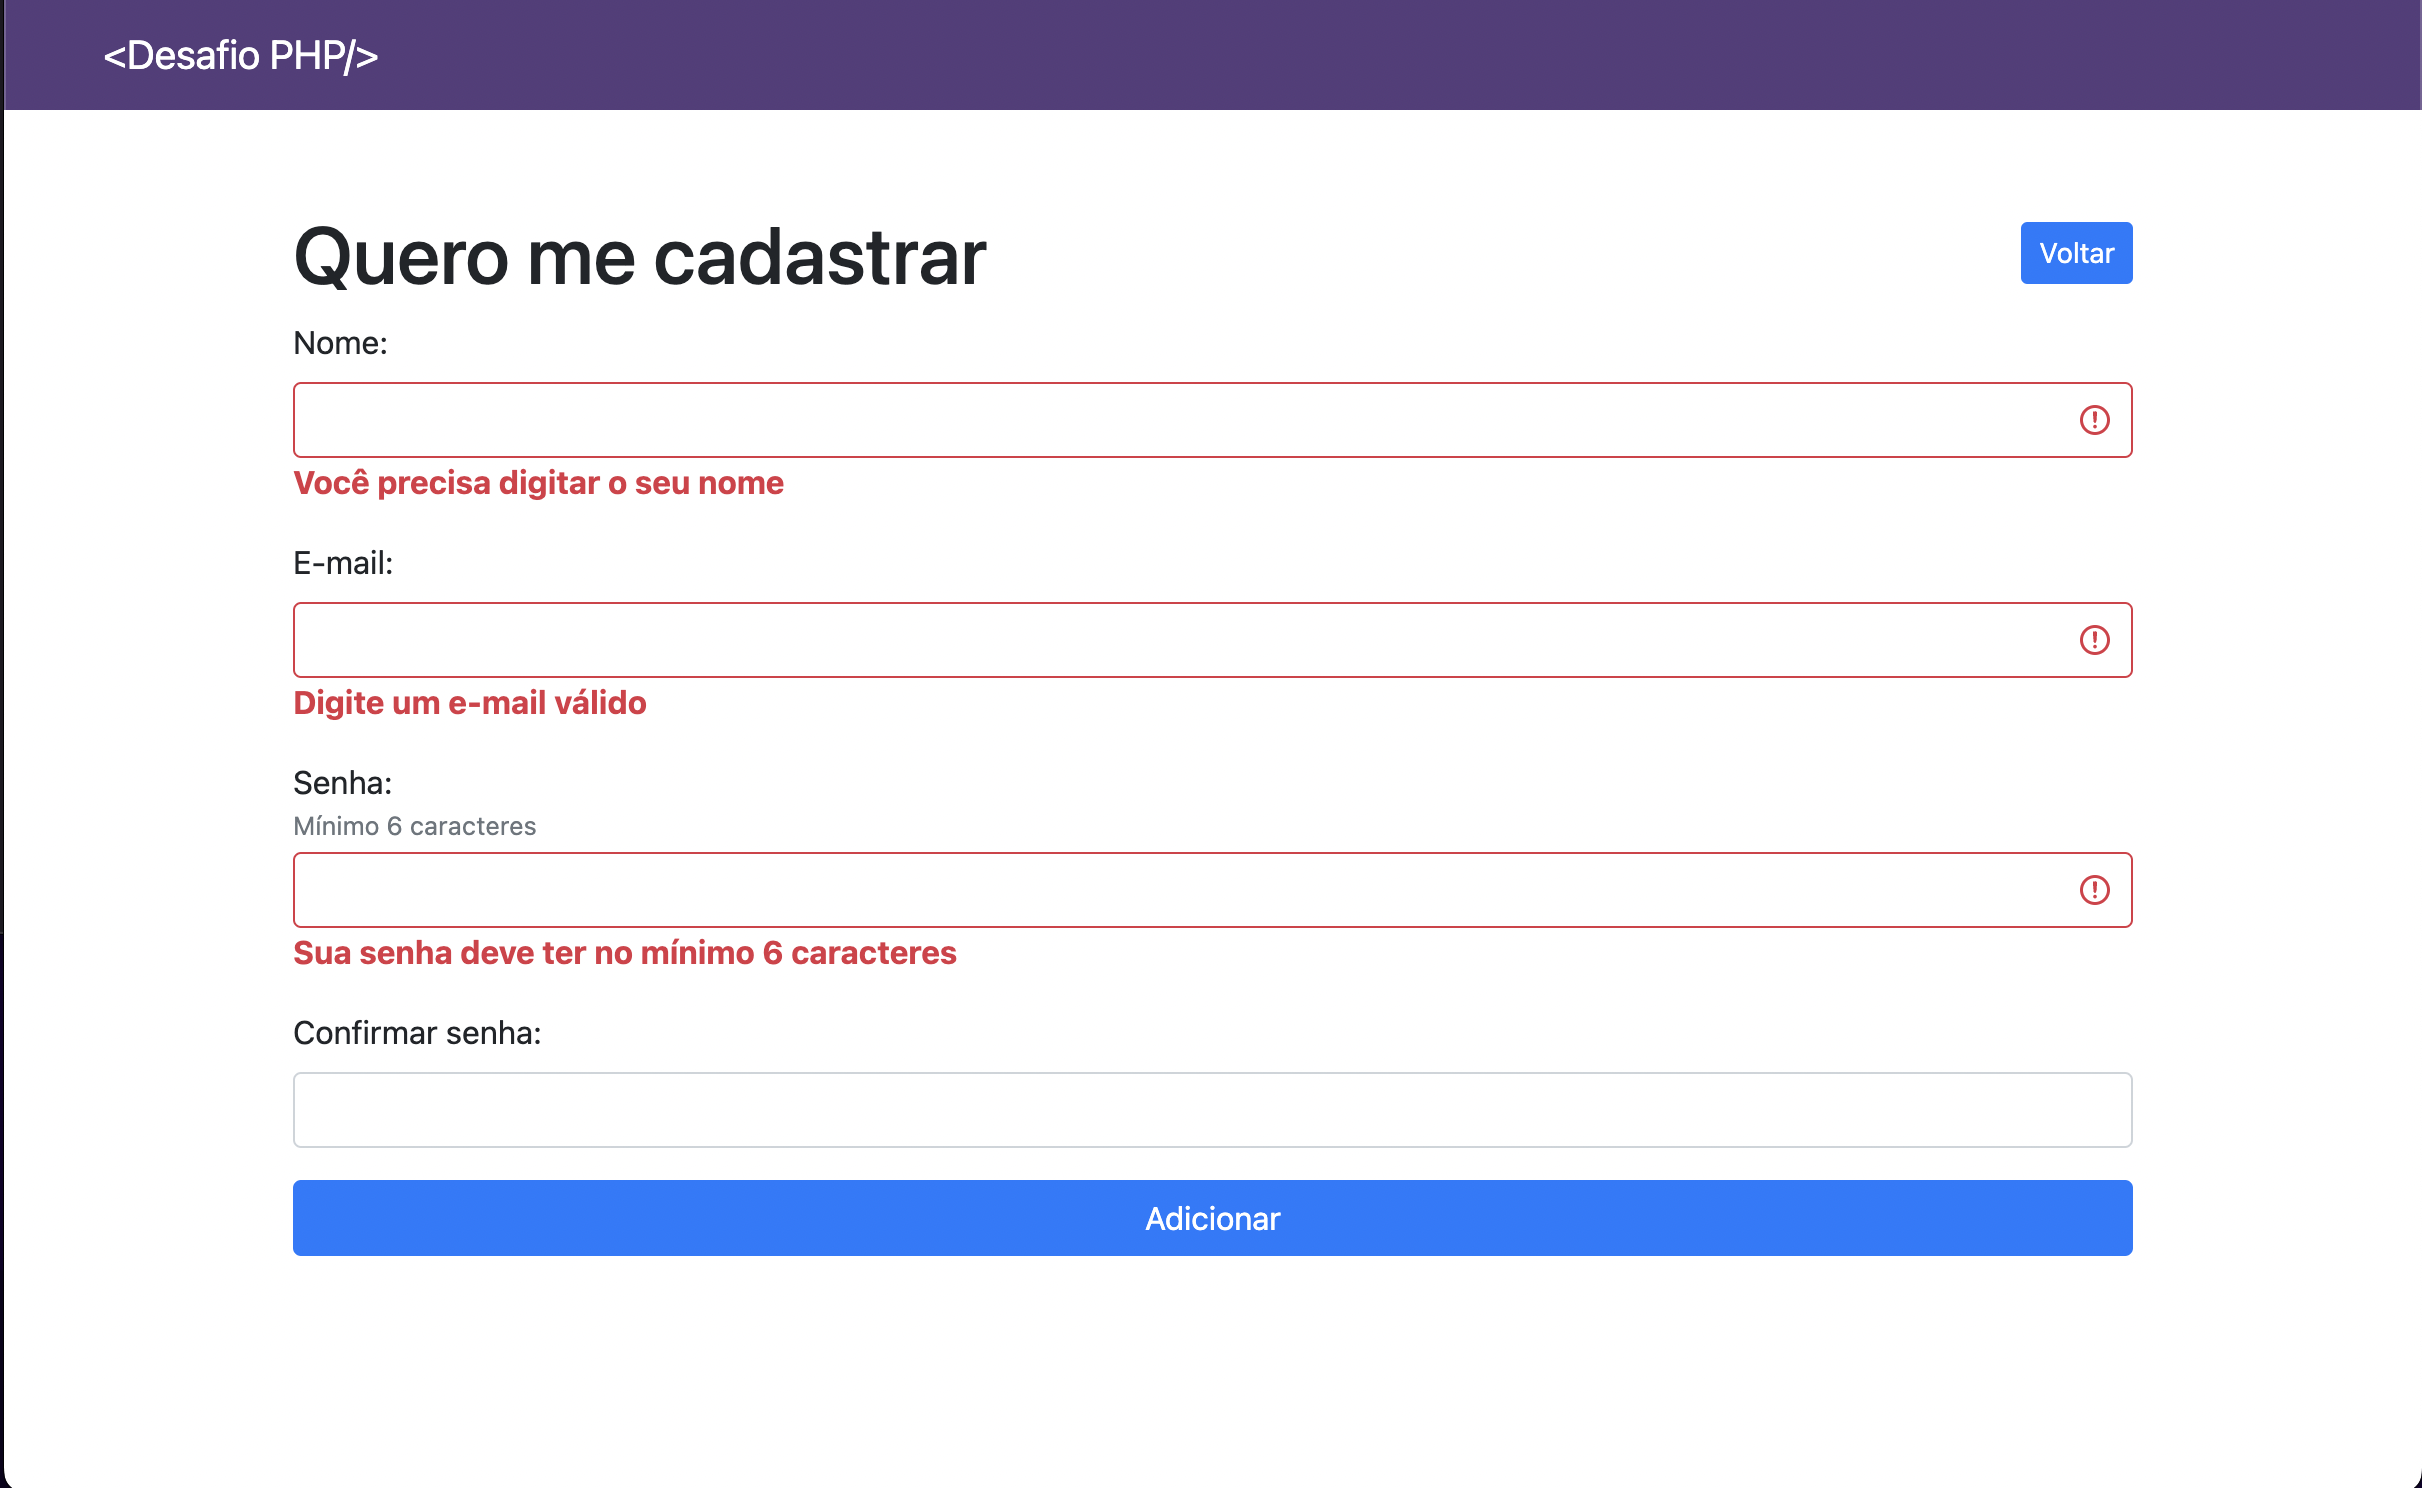 <Desafio PHP/>
Quero me cadastrar
Voltar
Nome:
Você precisa digitar o seu nome
E-mail:
Digite um e-mail válido
Senha:
Mínimo 6 caracteres
Sua senha deve ter no mínimo 6 caracteres
Confirmar senha:
Adicionar